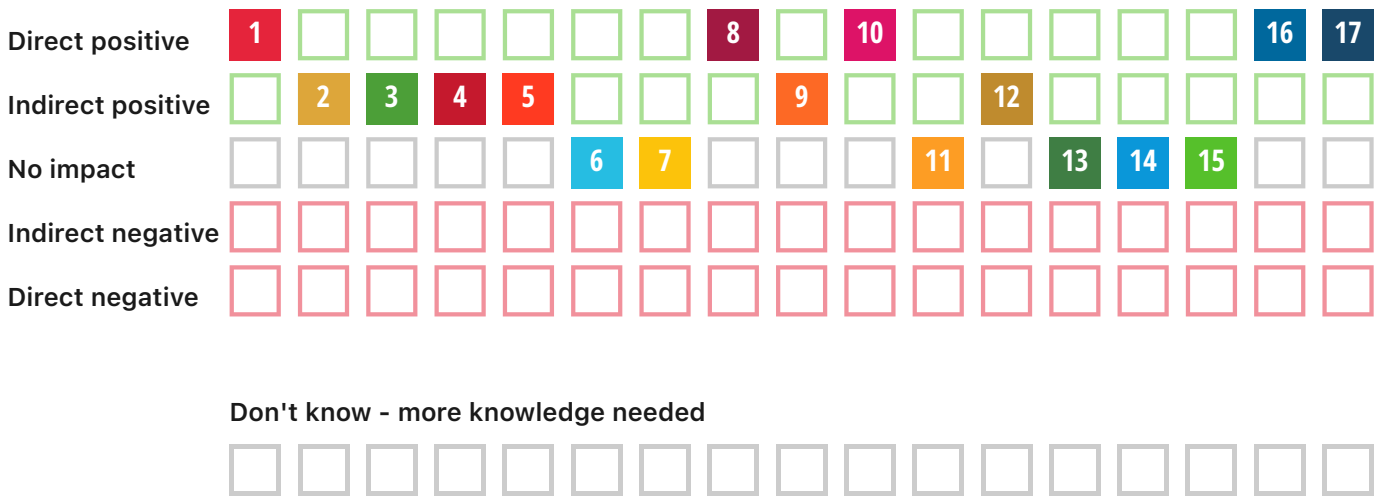 Direct positive 1 8 10 16 17
Indirect positive 2 3 4 5 9 12
No impact 6 7 11 13 14 15
Indirect negative
Direct negative
Don't know - more knowledge needed